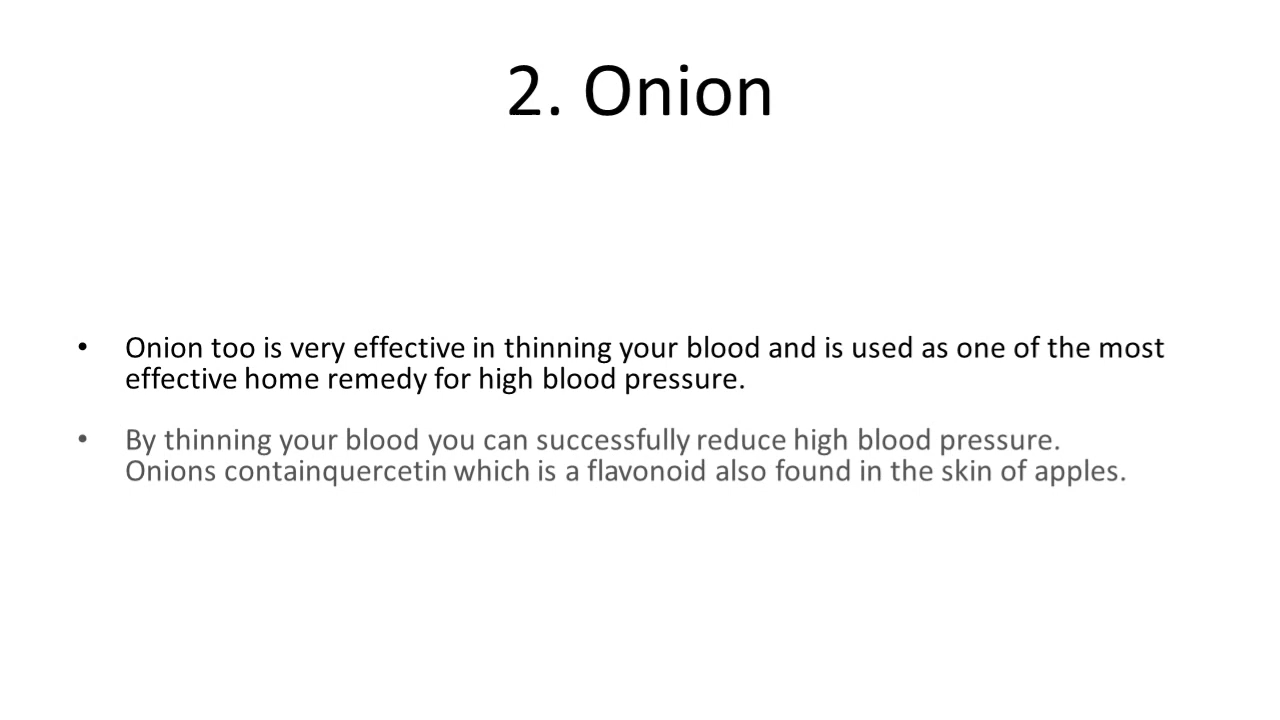 2. Onion
• Onion too is very effective in thinning your blood and is used as one of the most
effective home remedy for high blood pressure.
• By thinning your blood you can successfully reduce high blood pressure.
Onions containquercetin which is a flavonoid also found in the skin of apples.